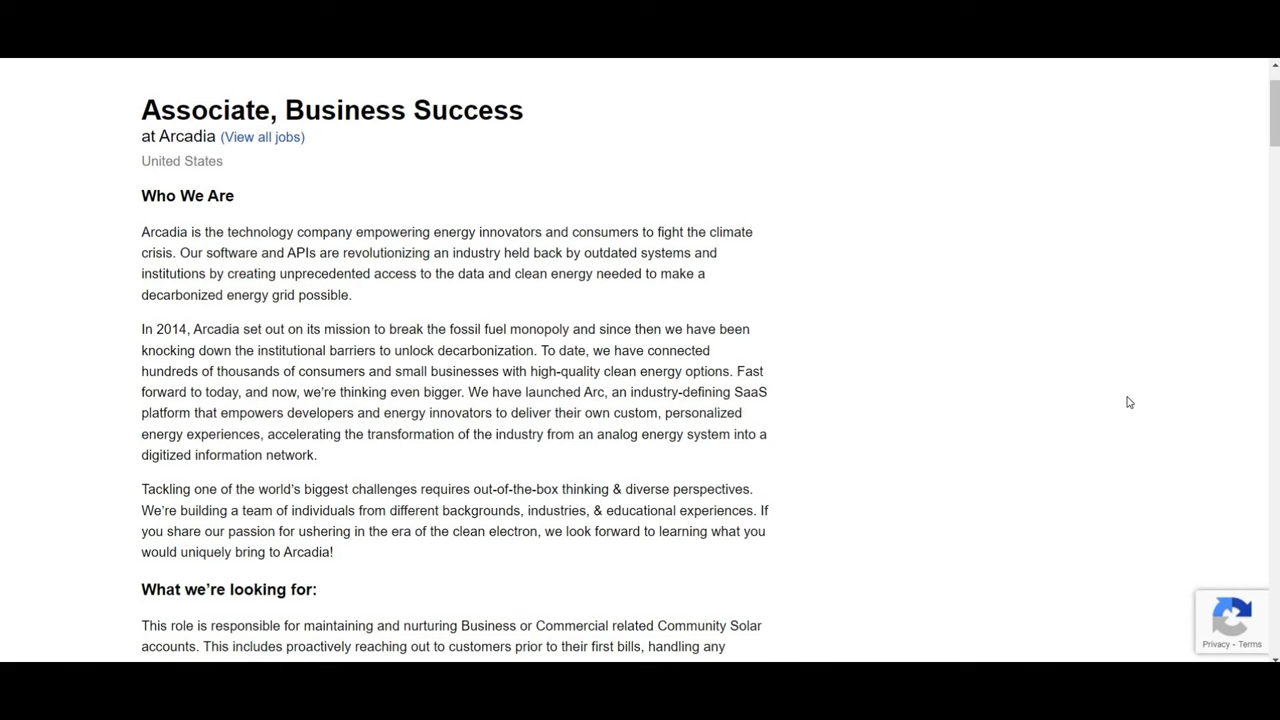 Associate, Business Success
at Arcadia (View all jobs)
United States
Who We Are
Arcadia is the technology company empowering energy innovators and consumers to fight the climate
crisis. Our software and APIs are revolutionizing an industry held back by outdated systems and
institutions by creating unprecedented access to the data and clean energy needed to make a
decarbonized energy grid possible.
In 2014, Arcadia set out on its mission to break the fossil fuel monopoly and since then we have been
knocking down the institutional barriers to unlock decarbonization. To date, we have connected
hundreds of thousands of consumers and small businesses with high-quality clean energy options. Fast
forward to today, and now, we’re thinking even bigger. We have launched Arc, an industry-defining SaaS
platform that empowers developers and energy innovators to deliver their own custom, personalized
energy experiences, accelerating the transformation of the industry from an analog energy system into a
digitized information network.
Tackling one of the world’s biggest challenges requires out-of-the-box thinking & diverse perspectives.
We’re building a team of individuals from different backgrounds, industries, & educational experiences. If
you share our passion for ushering in the era of the clean electron, we look forward to learning what you
would uniquely bring to Arcadia!
What we’re looking for:
This role is responsible for maintaining and nurturing Business or Commercial related Community Solar
accounts. This includes proactively reaching out to customers prior to their first bills, handling any
Privacy - Terms